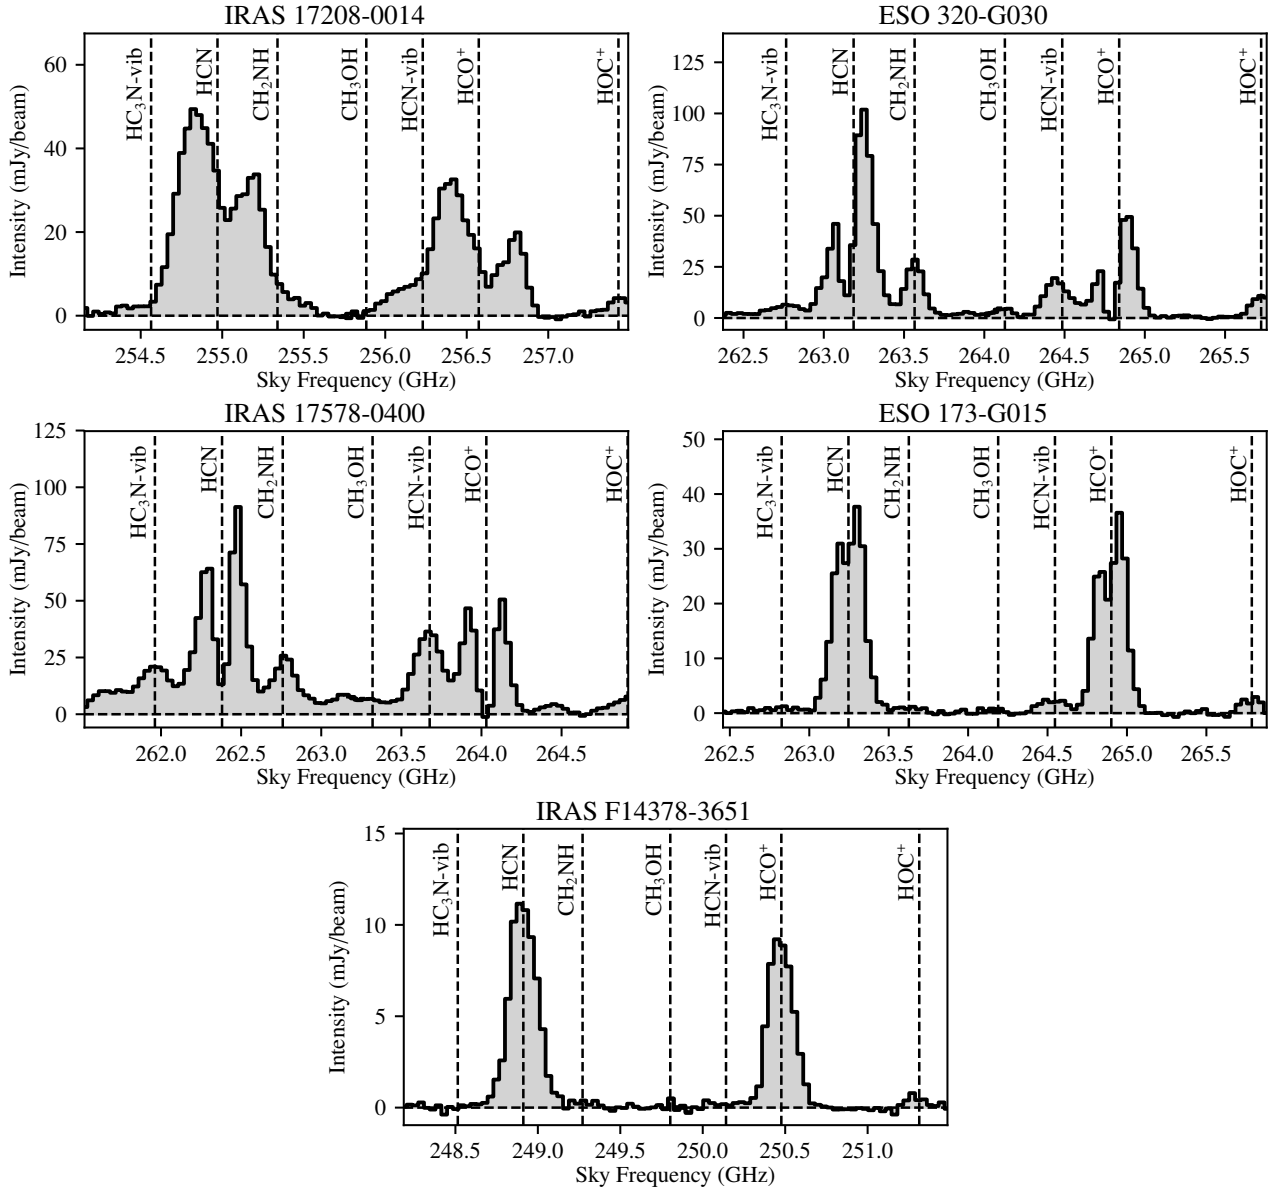 IRAS 17208-0014
HC₃N-vib
HCN
CH₂NH
CH₃OH
HCN-vib
HCO⁺
HOC⁺
Intensity (mJy/beam)
60
40
20
0
254.5 255.0 255.5 256.0 256.5 257.0
Sky Frequency (GHz)
ESO 320-G030
HC₃N-vib
HCN
CH₂NH
CH₃OH
HCN-vib
HCO⁺
HOC⁺
Intensity (mJy/beam)
125
100
75
50
25
0
262.5 263.0 263.5 264.0 264.5 265.0 265.5
Sky Frequency (GHz)
IRAS 17578-0400
HC₃N-vib
HCN
CH₂NH
CH₃OH
HCN-vib
HCO⁺
HOC⁺
Intensity (mJy/beam)
125
100
75
50
25
0
262.0 262.5 263.0 263.5 264.0 264.5
Sky Frequency (GHz)
ESO 173-G015
HC₃N-vib
HCN
CH₂NH
CH₃OH
HCN-vib
HCO⁺
HOC⁺
Intensity (mJy/beam)
50
40
30
20
10
0
262.5 263.0 263.5 264.0 264.5 265.0 265.5
Sky Frequency (GHz)
IRAS F14378-3651
HC₃N-vib
HCN
CH₂NH
CH₃OH
HCN-vib
HCO⁺
HOC⁺
Intensity (mJy/beam)
15
10
5
0
248.5 249.0 249.5 250.0 250.5 251.0
Sky Frequency (GHz)